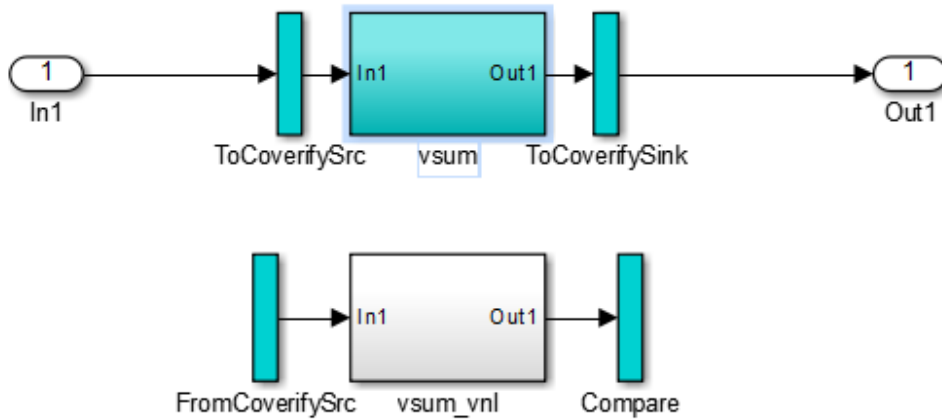 1
In1
ToCoverifySrc
In1 Out1
vsum
ToCoverifySink
1
Out1
FromCoverifySrc
In1 Out1
vsum_vnl
Compare